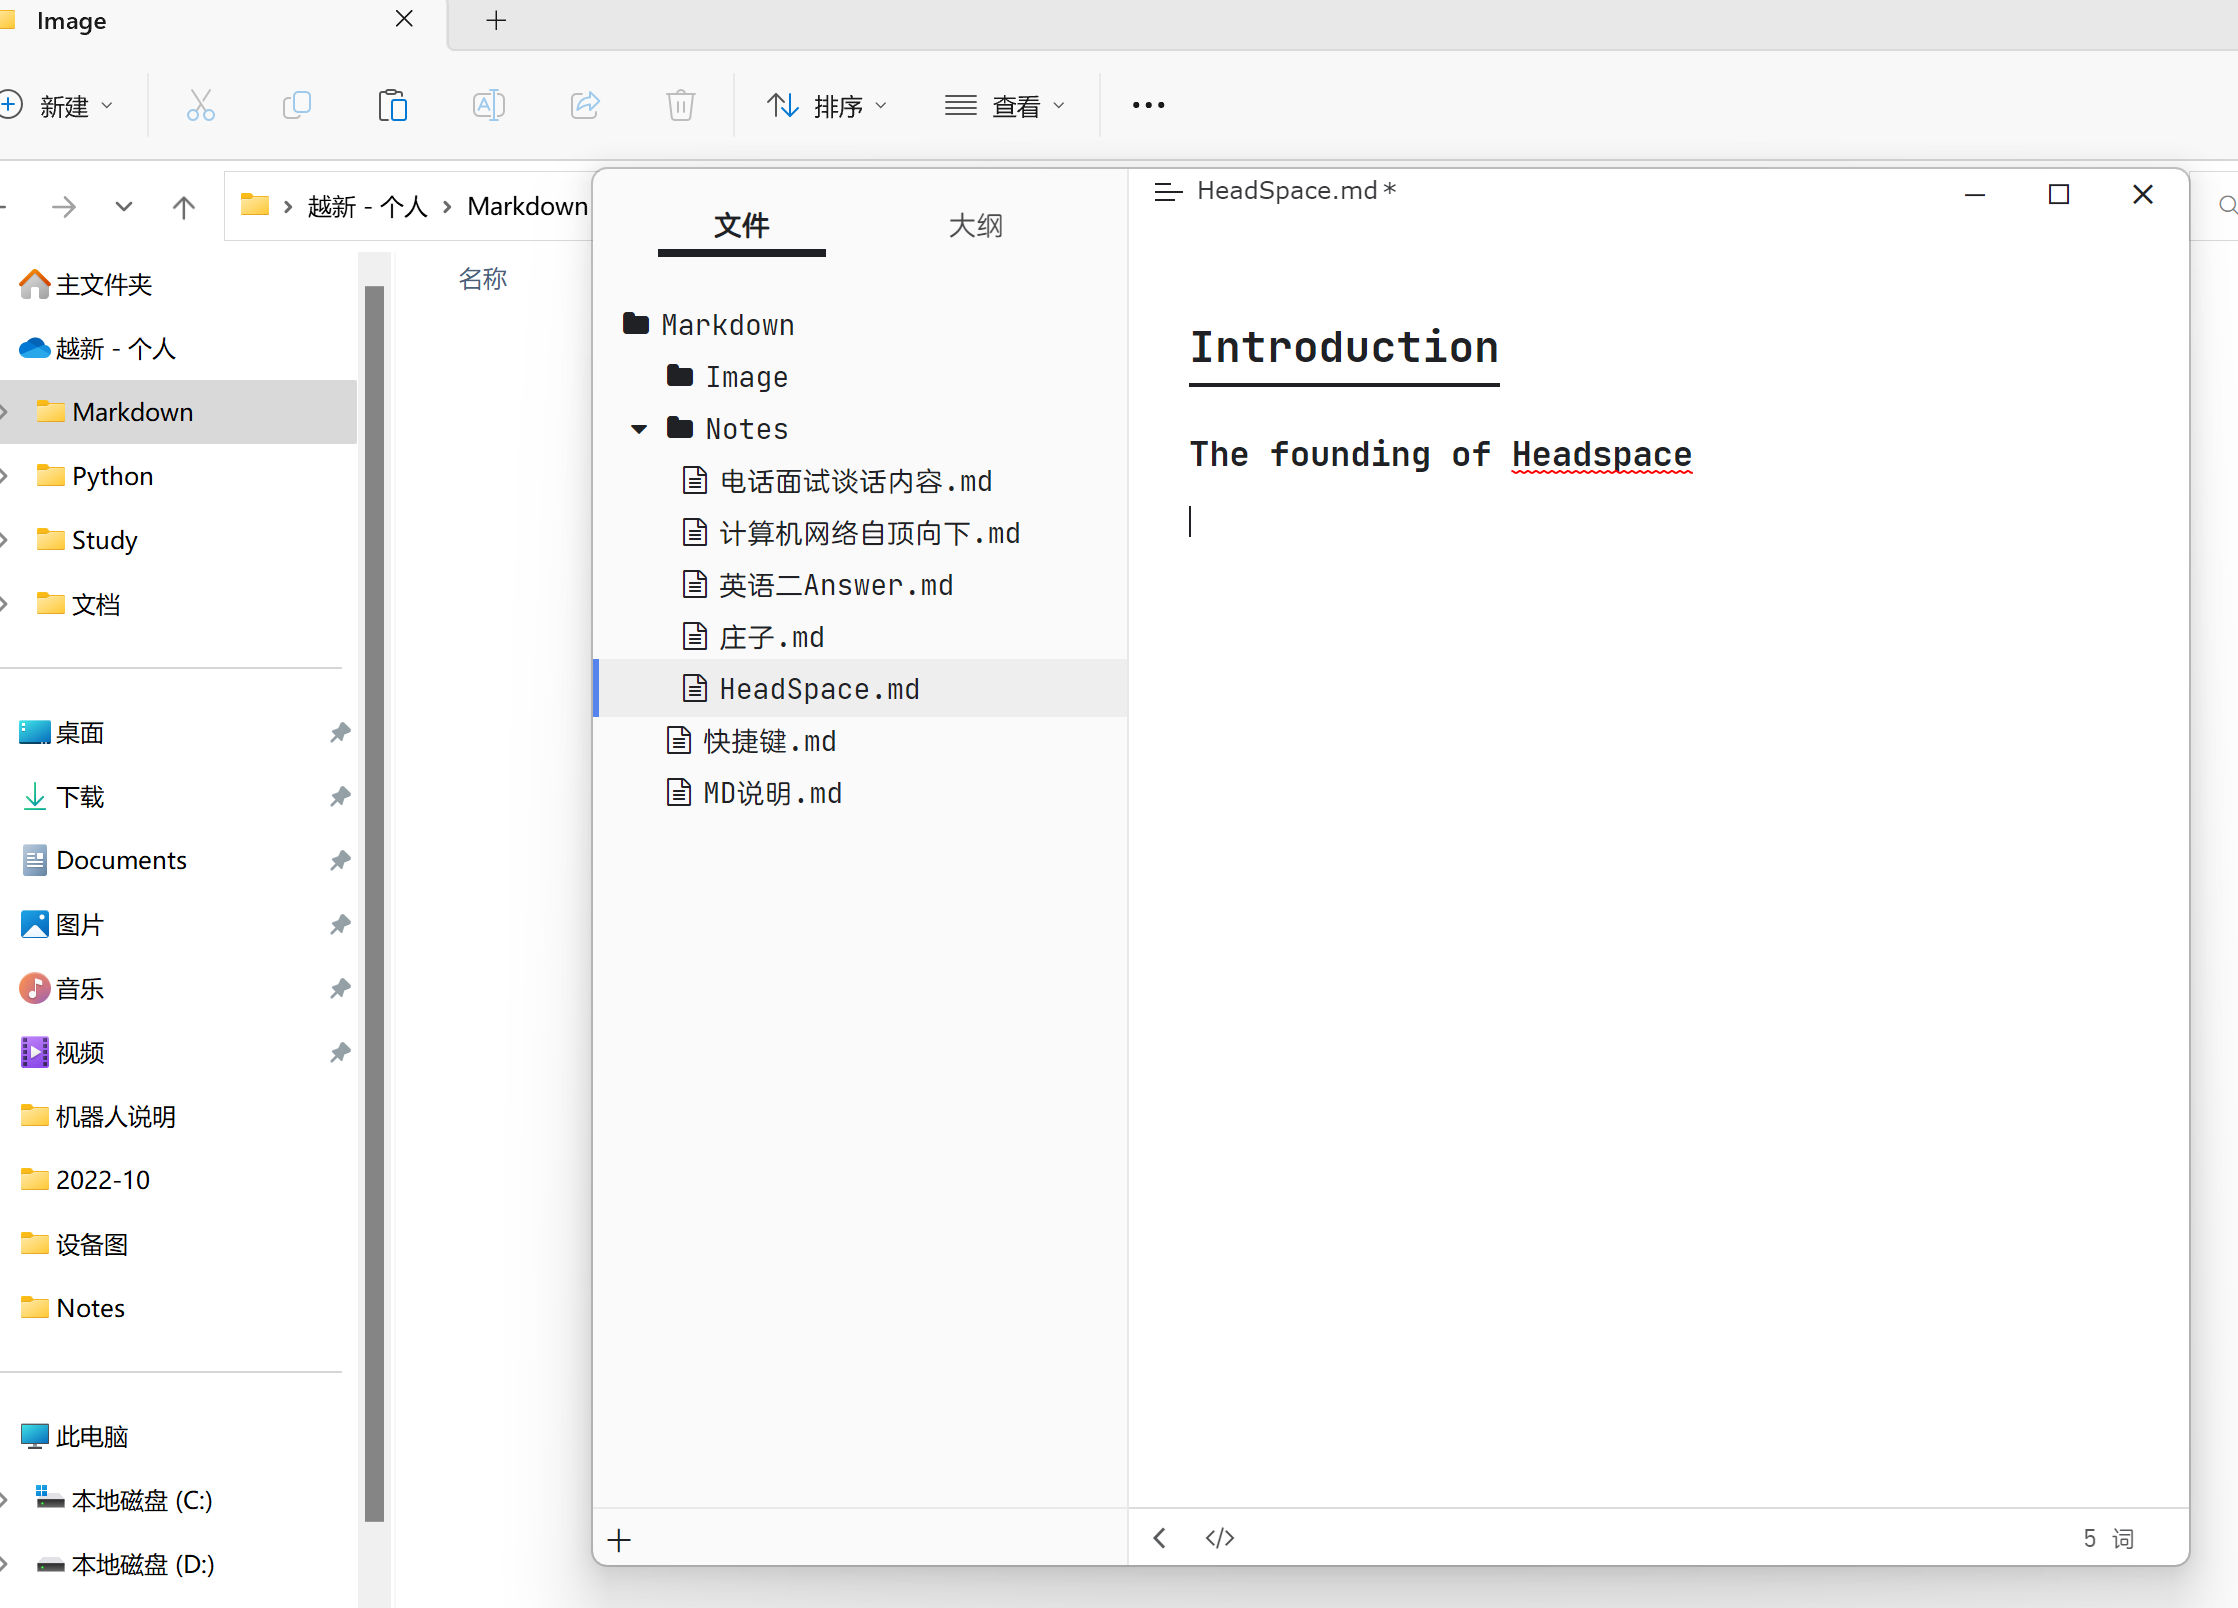 Image
新建
排序
查看
越新 - 个人 › Markdown
主文件夹
越新 - 个人
Markdown
Python
Study
文档
桌面
下载
Documents
图片
音乐
视频
机器人说明
2022-10
设备图
Notes
此电脑
本地磁盘 (C:)
本地磁盘 (D:)
名称
文件
大纲
Markdown
Image
Notes
电话面试谈话内容.md
计算机网络自顶向下.md
英语二Answer.md
庄子.md
HeadSpace.md
快捷键.md
MD说明.md
HeadSpace.md*
Introduction
The founding of Headspace
5 词